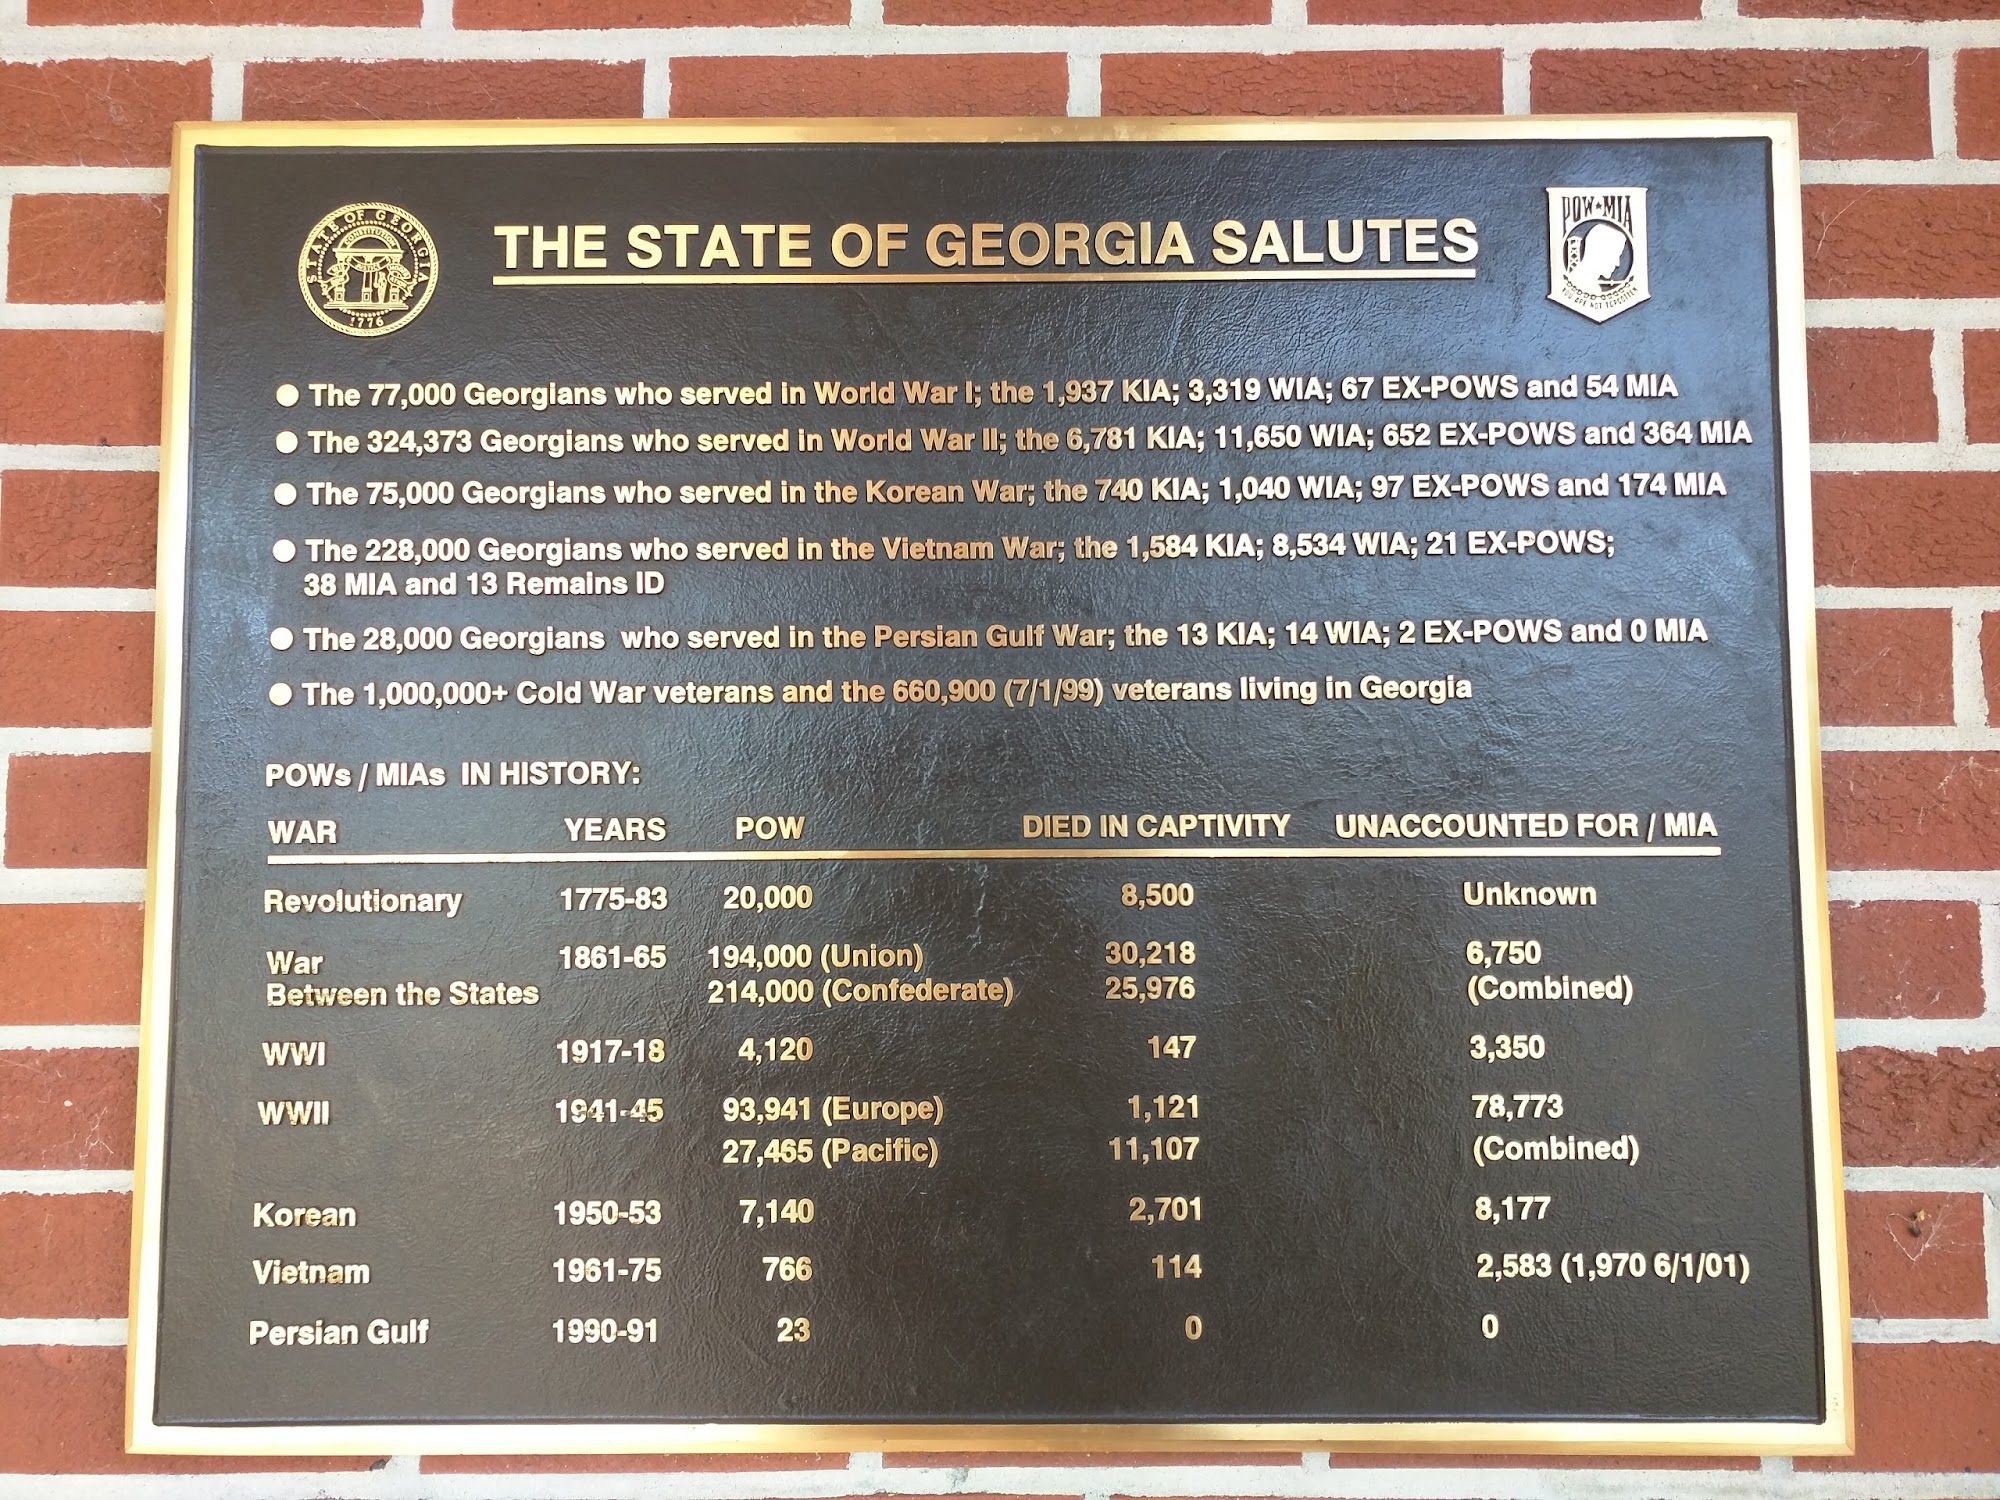 STATE OF GEORGIA
CONSTITUTION
1776
THE STATE OF GEORGIA SALUTES
POW★MIA
YOU ARE NOT FORGOTTEN
● The 77,000 Georgians who served in World War I; the 1,937 KIA; 3,319 WIA; 67 EX-POWS and 54 MIA
● The 324,373 Georgians who served in World War II; the 6,781 KIA; 11,650 WIA; 652 EX-POWS and 364 MIA
● The 75,000 Georgians who served in the Korean War; the 740 KIA; 1,040 WIA; 97 EX-POWS and 174 MIA
● The 228,000 Georgians who served in the Vietnam War; the 1,584 KIA; 8,534 WIA; 21 EX-POWS;
38 MIA and 13 Remains ID
● The 28,000 Georgians who served in the Persian Gulf War; the 13 KIA; 14 WIA; 2 EX-POWS and 0 MIA
● The 1,000,000+ Cold War veterans and the 660,900 (7/1/99) veterans living in Georgia
POWs / MIAs IN HISTORY:
WAR YEARS POW DIED IN CAPTIVITY UNACCOUNTED FOR / MIA
Revolutionary 1775-83 20,000 8,500 Unknown
War 1861-65 194,000 (Union) 30,218 6,750
Between the States 214,000 (Confederate) 25,976 (Combined)
WWI 1917-18 4,120 147 3,350
WWII 1941-45 93,941 (Europe) 1,121 78,773
27,465 (Pacific) 11,107 (Combined)
Korean 1950-53 7,140 2,701 8,177
Vietnam 1961-75 766 114 2,583 (1,970 6/1/01)
Persian Gulf 1990-91 23 0 0